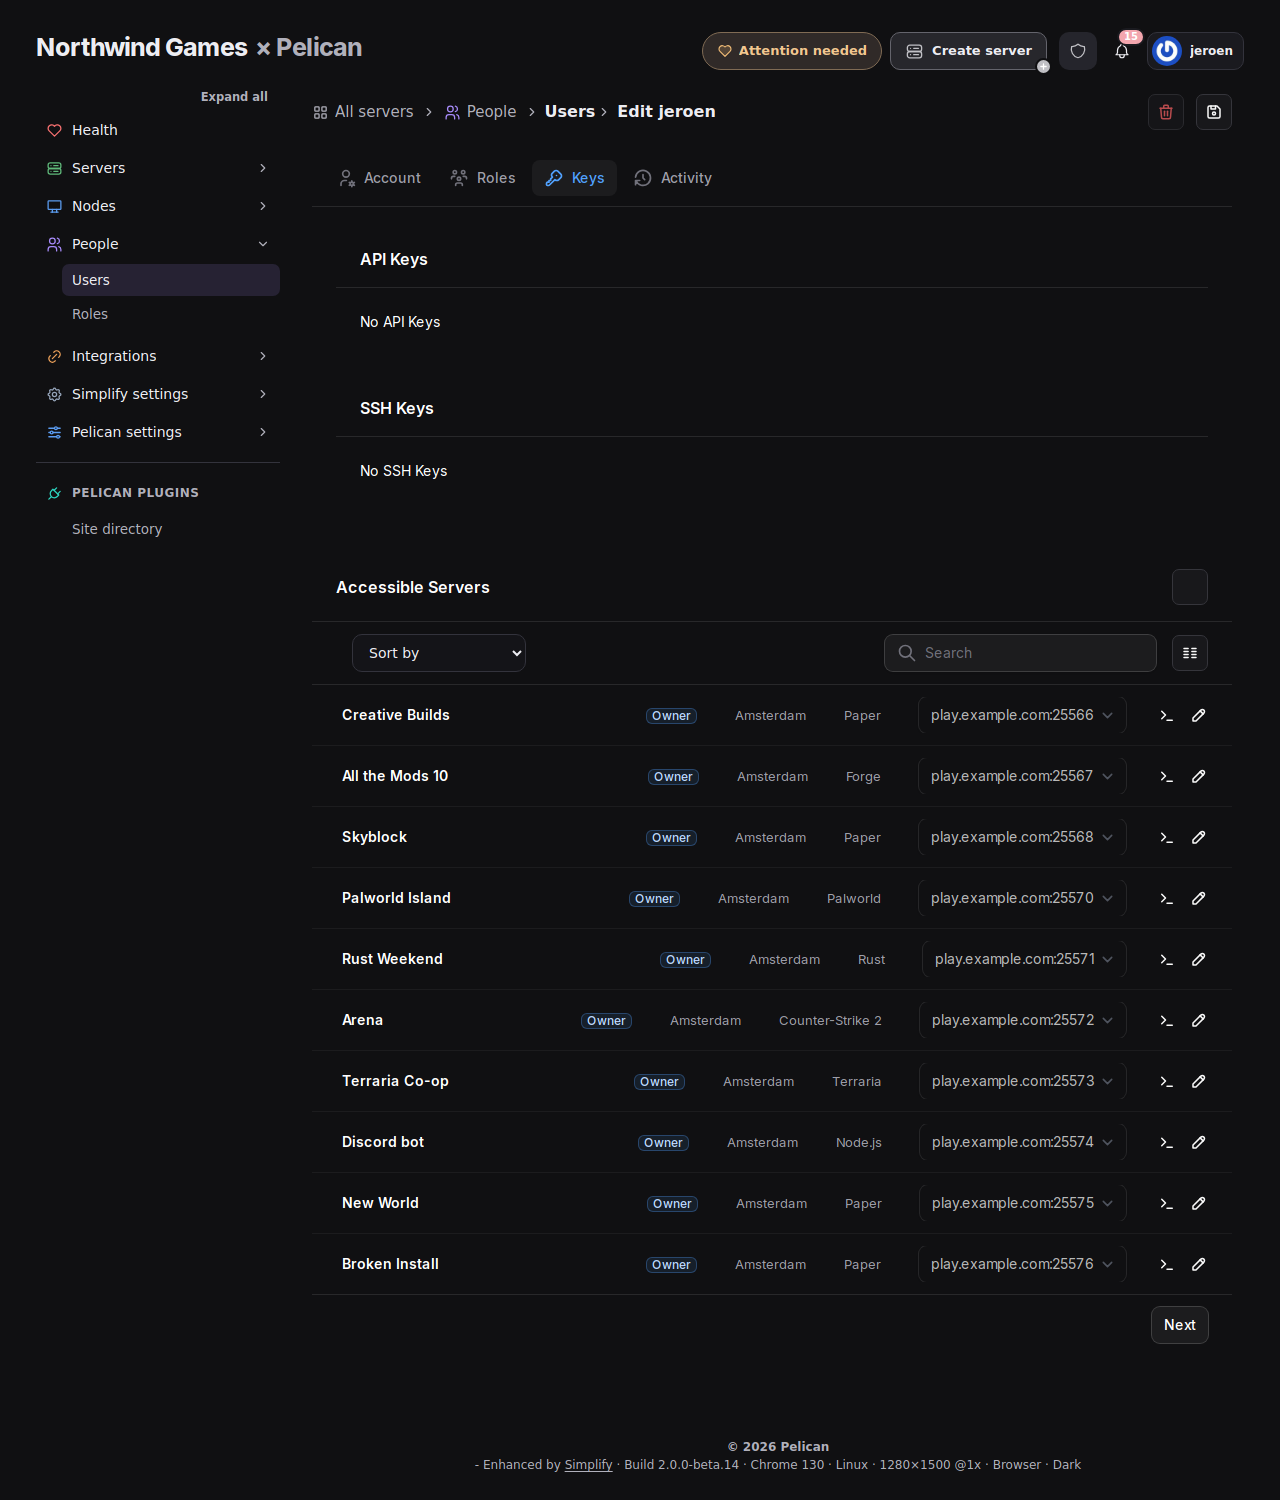 Northwind Games × Pelican
Attention needed
Create server
15
jeroen
Expand all
Health
Servers
Nodes
People
Users
Roles
Integrations
Simplify settings
Pelican settings
PELICAN PLUGINS
Site directory
All servers
People
Users
Edit jeroen
Account
Roles
Keys
Activity
API Keys
No API Keys
SSH Keys
No SSH Keys
Accessible Servers
Sort by
Search
Creative Builds Owner Amsterdam Paper play.example.com:25566
All the Mods 10 Owner Amsterdam Forge play.example.com:25567
Skyblock Owner Amsterdam Paper play.example.com:25568
Palworld Island Owner Amsterdam Palworld play.example.com:25570
Rust Weekend Owner Amsterdam Rust play.example.com:25571
Arena Owner Amsterdam Counter-Strike 2 play.example.com:25572
Terraria Co-op Owner Amsterdam Terraria play.example.com:25573
Discord bot Owner Amsterdam Node.js play.example.com:25574
New World Owner Amsterdam Paper play.example.com:25575
Broken Install Owner Amsterdam Paper play.example.com:25576
Next
© 2026 Pelican
- Enhanced by Simplify · Build 2.0.0-beta.14 · Chrome 130 · Linux · 1280×1500 @1x · Browser · Dark